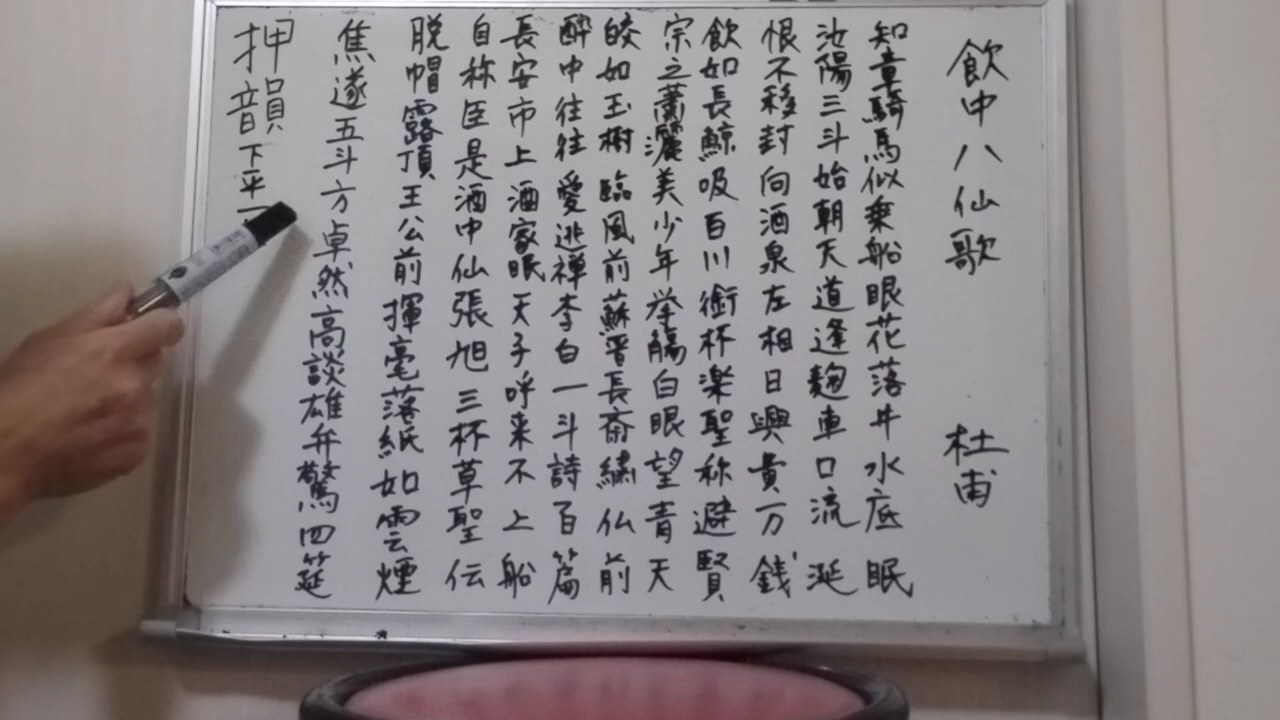 飲中八仙歌 杜甫
知章騎馬似乗船眼花落井水底眠
汝陽三斗始朝天道逢麹車口流涎
恨不移封向酒泉左相日興費万銭
飲如長鯨吸百川銜杯楽聖称避賢
宗之蕭灑美少年挙觴白眼望青天
皎如玉樹臨風前蘇晋長斎繍仏前
酔中往往愛逃禅李白一斗詩百篇
長安市上酒家眠天子呼来不上船
自称臣是酒中仙張旭三杯草聖伝
脱帽露頂王公前揮毫落紙如雲煙
焦遂五斗方卓然高談雄弁驚四筵
押韻下平一